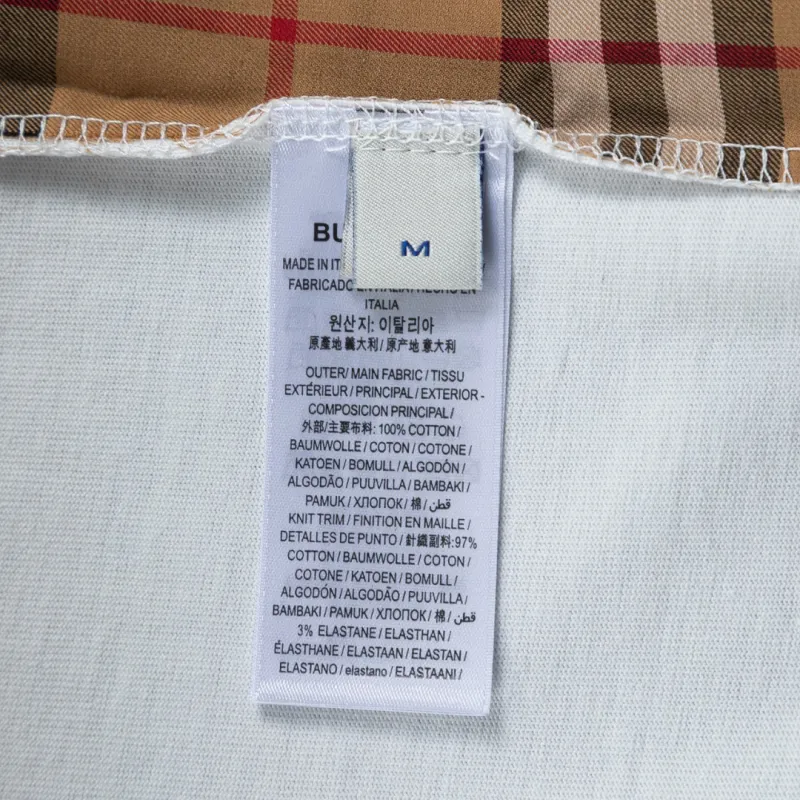 BU
M
MADE IN IT
FABRICADO EN ITALIA/HECHO EN
ITALIA
원산지: 이탈리아
原產地 義大利 / 原产地 意大利
OUTER/ MAIN FABRIC / TISSU
EXTÉRIEUR / PRINCIPAL / EXTERIOR -
COMPOSICION PRINCIPAL /
外部/主要布料: 100% COTTON /
BAUMWOLLE / COTON / COTONE /
KATOEN / BOMULL / ALGODÓN /
ALGODÃO / PUUVILLA / BAMBAKI /
PAMUK / ХЛОПОК / 棉 / قطن
KNIT TRIM / FINITION EN MAILLE /
DETALLES DE PUNTO / 針織副料: 97%
COTTON / BAUMWOLLE / COTON /
COTONE / KATOEN / BOMULL /
ALGODÓN / ALGODÃO / PUUVILLA /
BAMBAKI / PAMUK / ХЛОПОК / 棉 / قطن
3% ELASTANE / ELASTHAN /
ÉLASTHANE / ELASTAAN / ELASTAN /
ELASTANO / elastano / ELASTAANI /